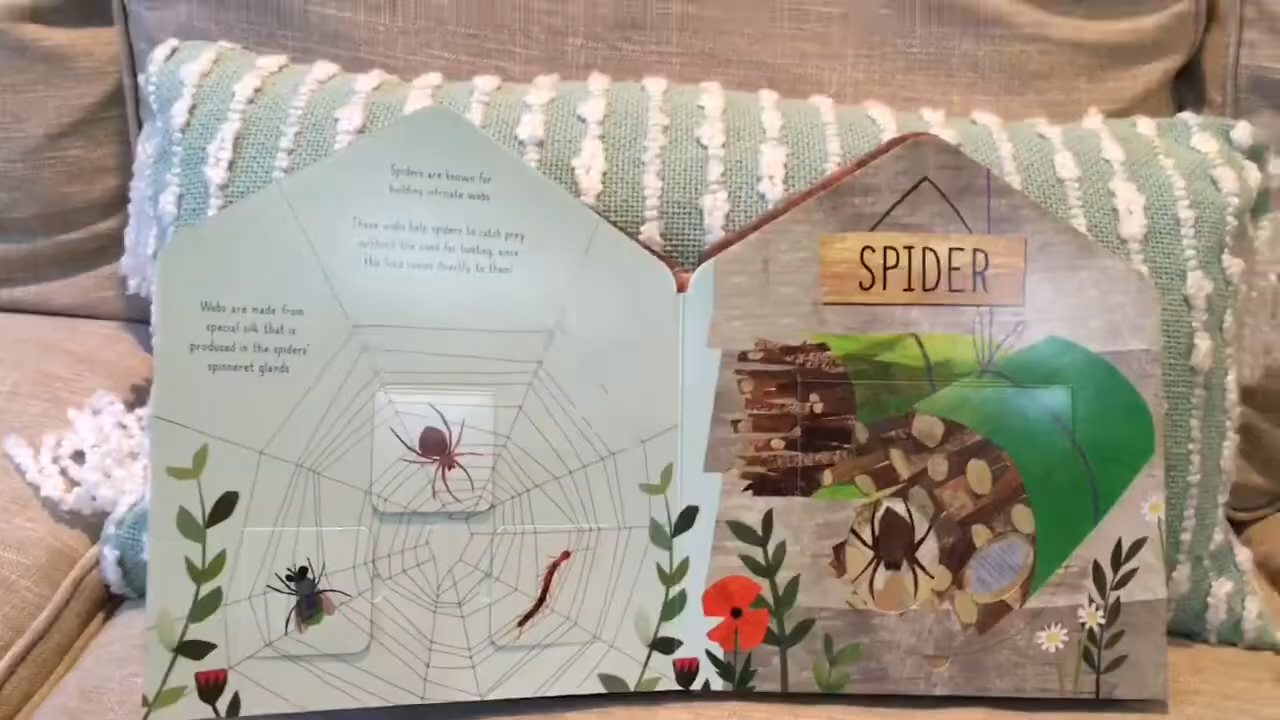 Spiders are known for
building intricate webs
These webs help spiders to catch prey
without the need for hunting, since
the food comes directly to them!
Webs are made from
special silk that is
produced in the spiders'
spinneret glands
SPIDER